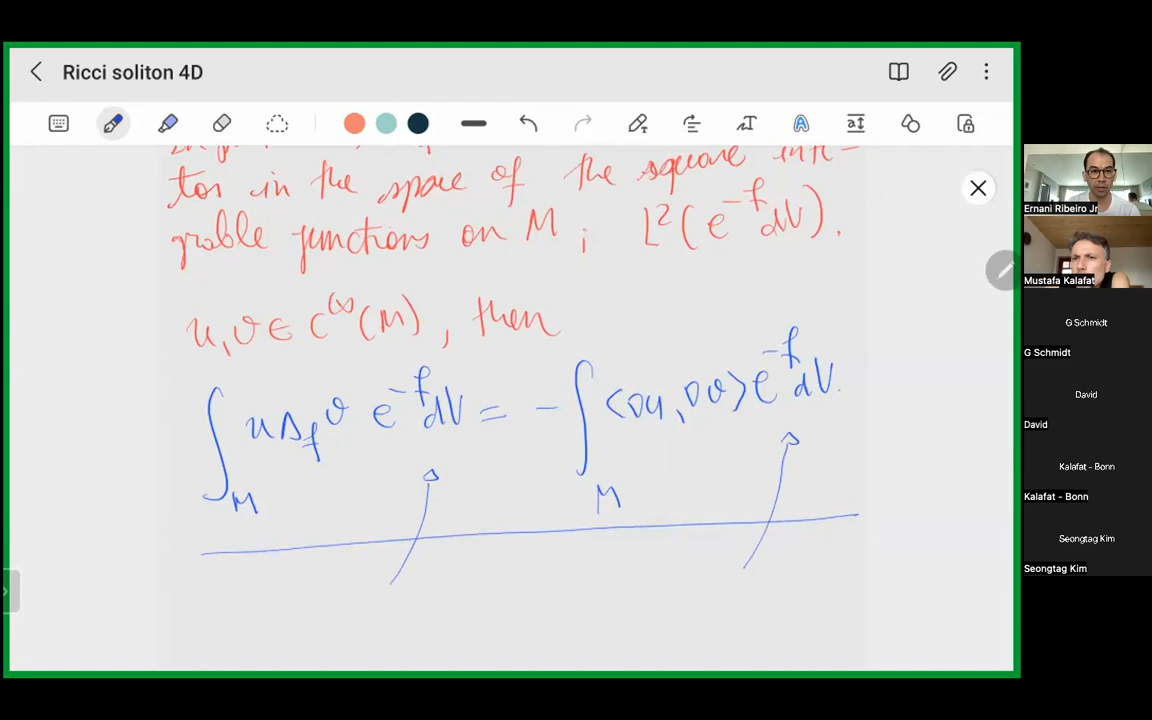 Ricci soliton 4D
tor in the space of the square inte-
grable functions on M; L²(e^{-f}dV).
u, v ∈ C^∞(M), then
∫_M u Δ_f v e^{-f}dV = - ∫_M <∇u, ∇v> e^{-f}dV.
Ernani Ribeiro Jr
Mustafa Kalafat
G Schmidt
G Schmidt
David
David
Kalafat - Bonn
Kalafat - Bonn
Seongtag Kim
Seongtag Kim